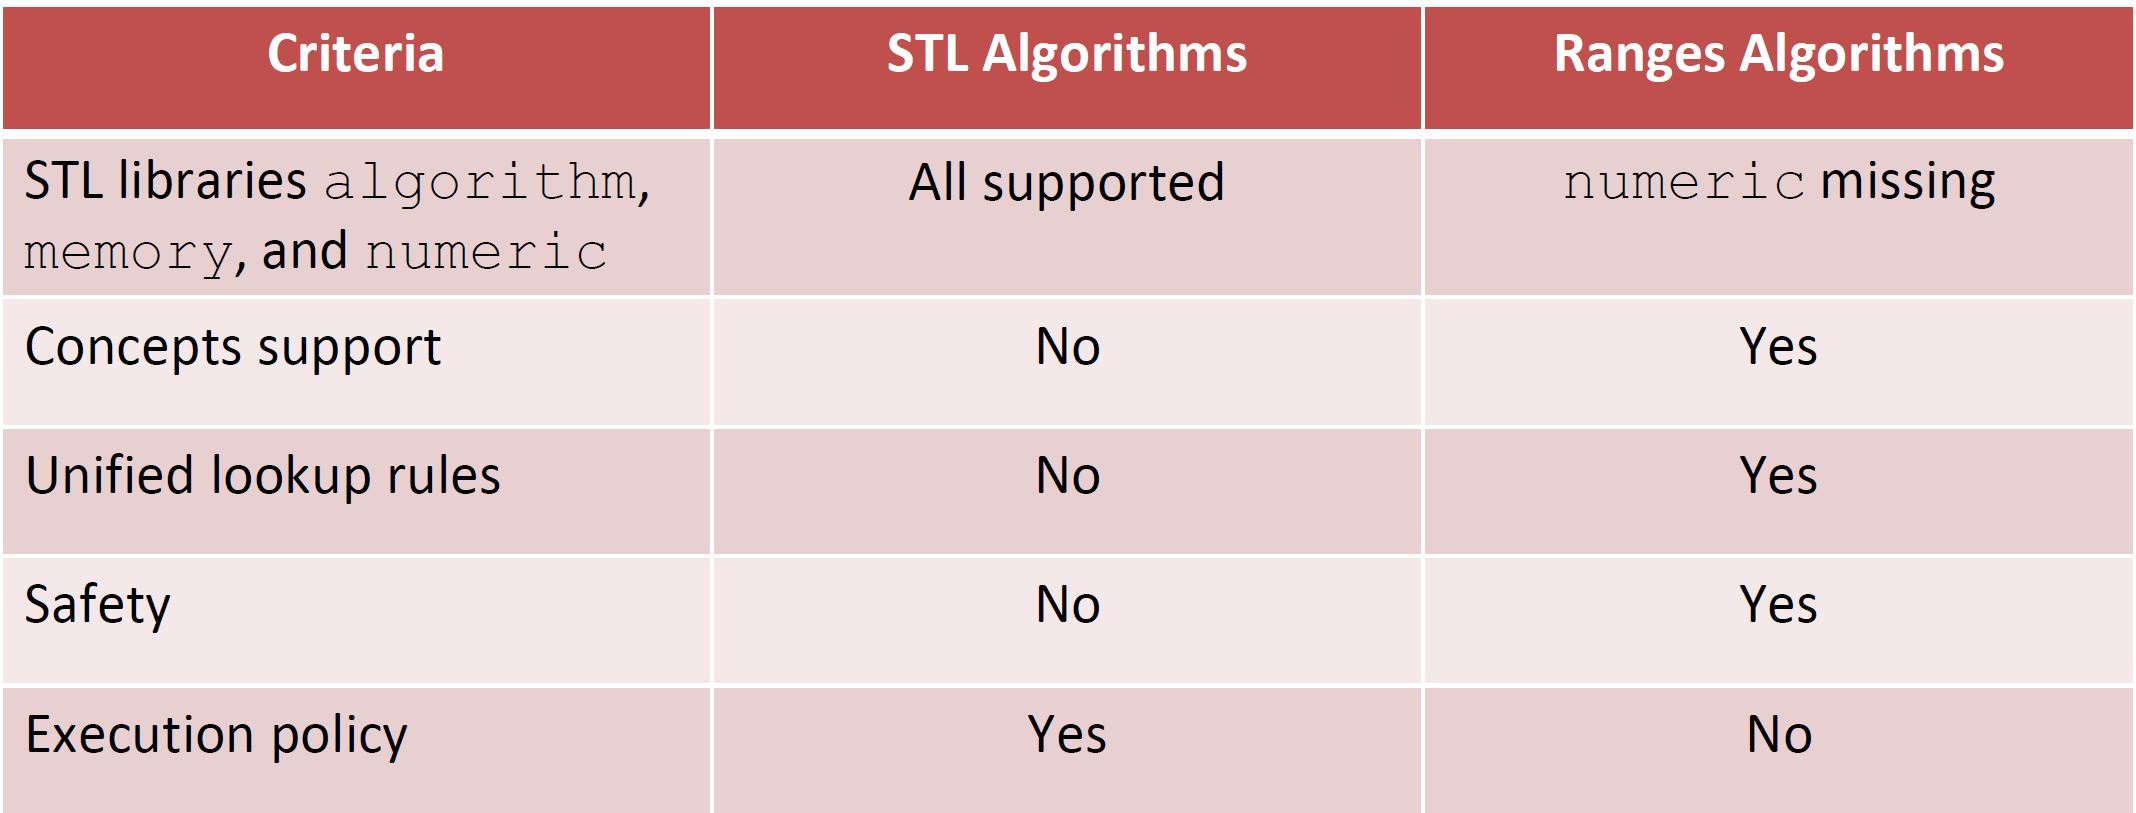 Criteria STL Algorithms Ranges Algorithms
STL libraries algorithm, All supported numeric missing
memory, and numeric
Concepts support No Yes
Unified lookup rules No Yes
Safety No Yes
Execution policy Yes No